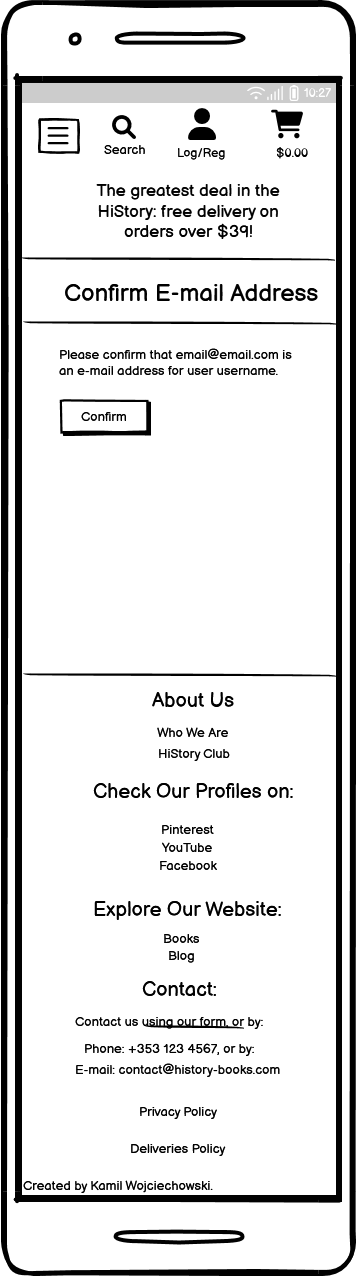 10:27
Search
Log/Reg
$0.00
The greatest deal in the
HiStory: free delivery on
orders over $39!
Confirm E-mail Address
Please confirm that email@email.com is
an e-mail address for user username.
Confirm
About Us
Who We Are
HiStory Club
Check Our Profiles on:
Pinterest
YouTube
Facebook
Explore Our Website:
Books
Blog
Contact:
Contact us using our form, or by:
Phone: +353 123 4567, or by:
E-mail: contact@history-books.com
Privacy Policy
Deliveries Policy
Created by Kamil Wojciechowski.